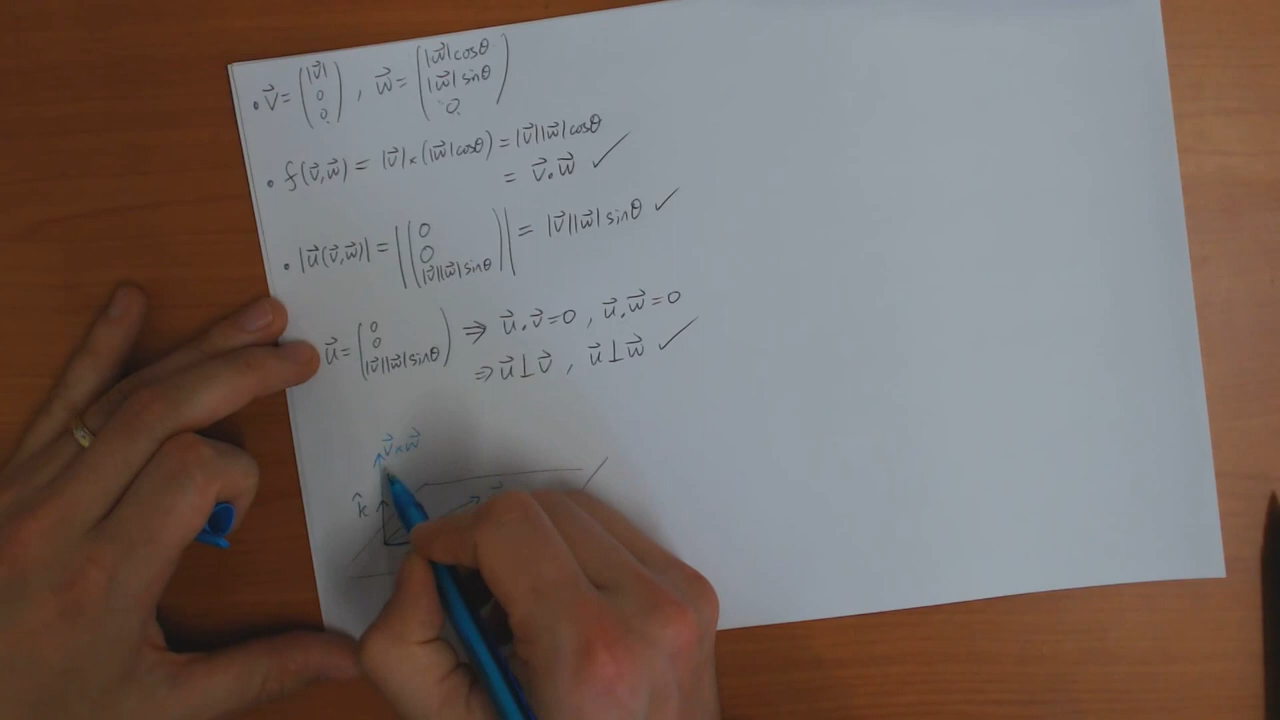 • v⃗ = (|v⃗| 0 0), w⃗ = (|w⃗|cosθ |w⃗|sinθ 0)
• f(v⃗,w⃗) = |v⃗|×(|w⃗|cosθ) = |v⃗||w⃗|cosθ
= v⃗.w⃗ ✓
• |u⃗(v⃗,w⃗)| = |(0 0 |v⃗||w⃗|sinθ)| = |v⃗||w⃗|sinθ ✓
u⃗ = (0 0 |v⃗||w⃗|sinθ) ⇒ u⃗.v⃗=0, u⃗.w⃗=0
⇒ u⃗⊥v⃗, u⃗⊥w⃗ ✓
v⃗×w⃗
k̂